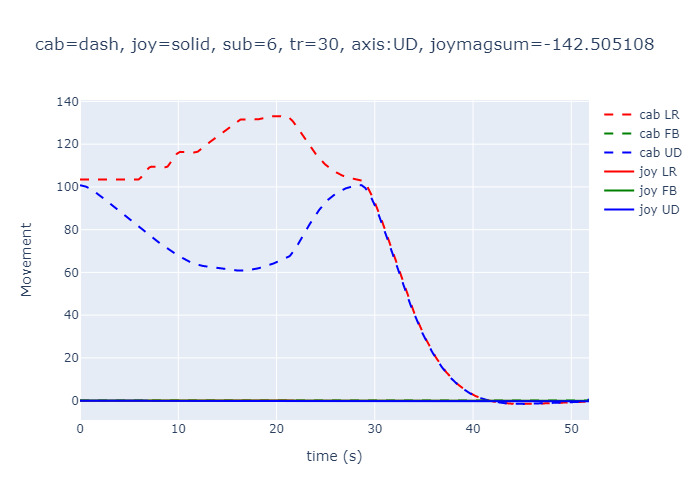 cab=dash, joy=solid, sub=6, tr=30, axis:UD, joymagsum=-142.505108
140
120
100
80
60
40
20
0
Movement
0 10 20 30 40 50
time (s)
cab LR
cab FB
cab UD
joy LR
joy FB
joy UD